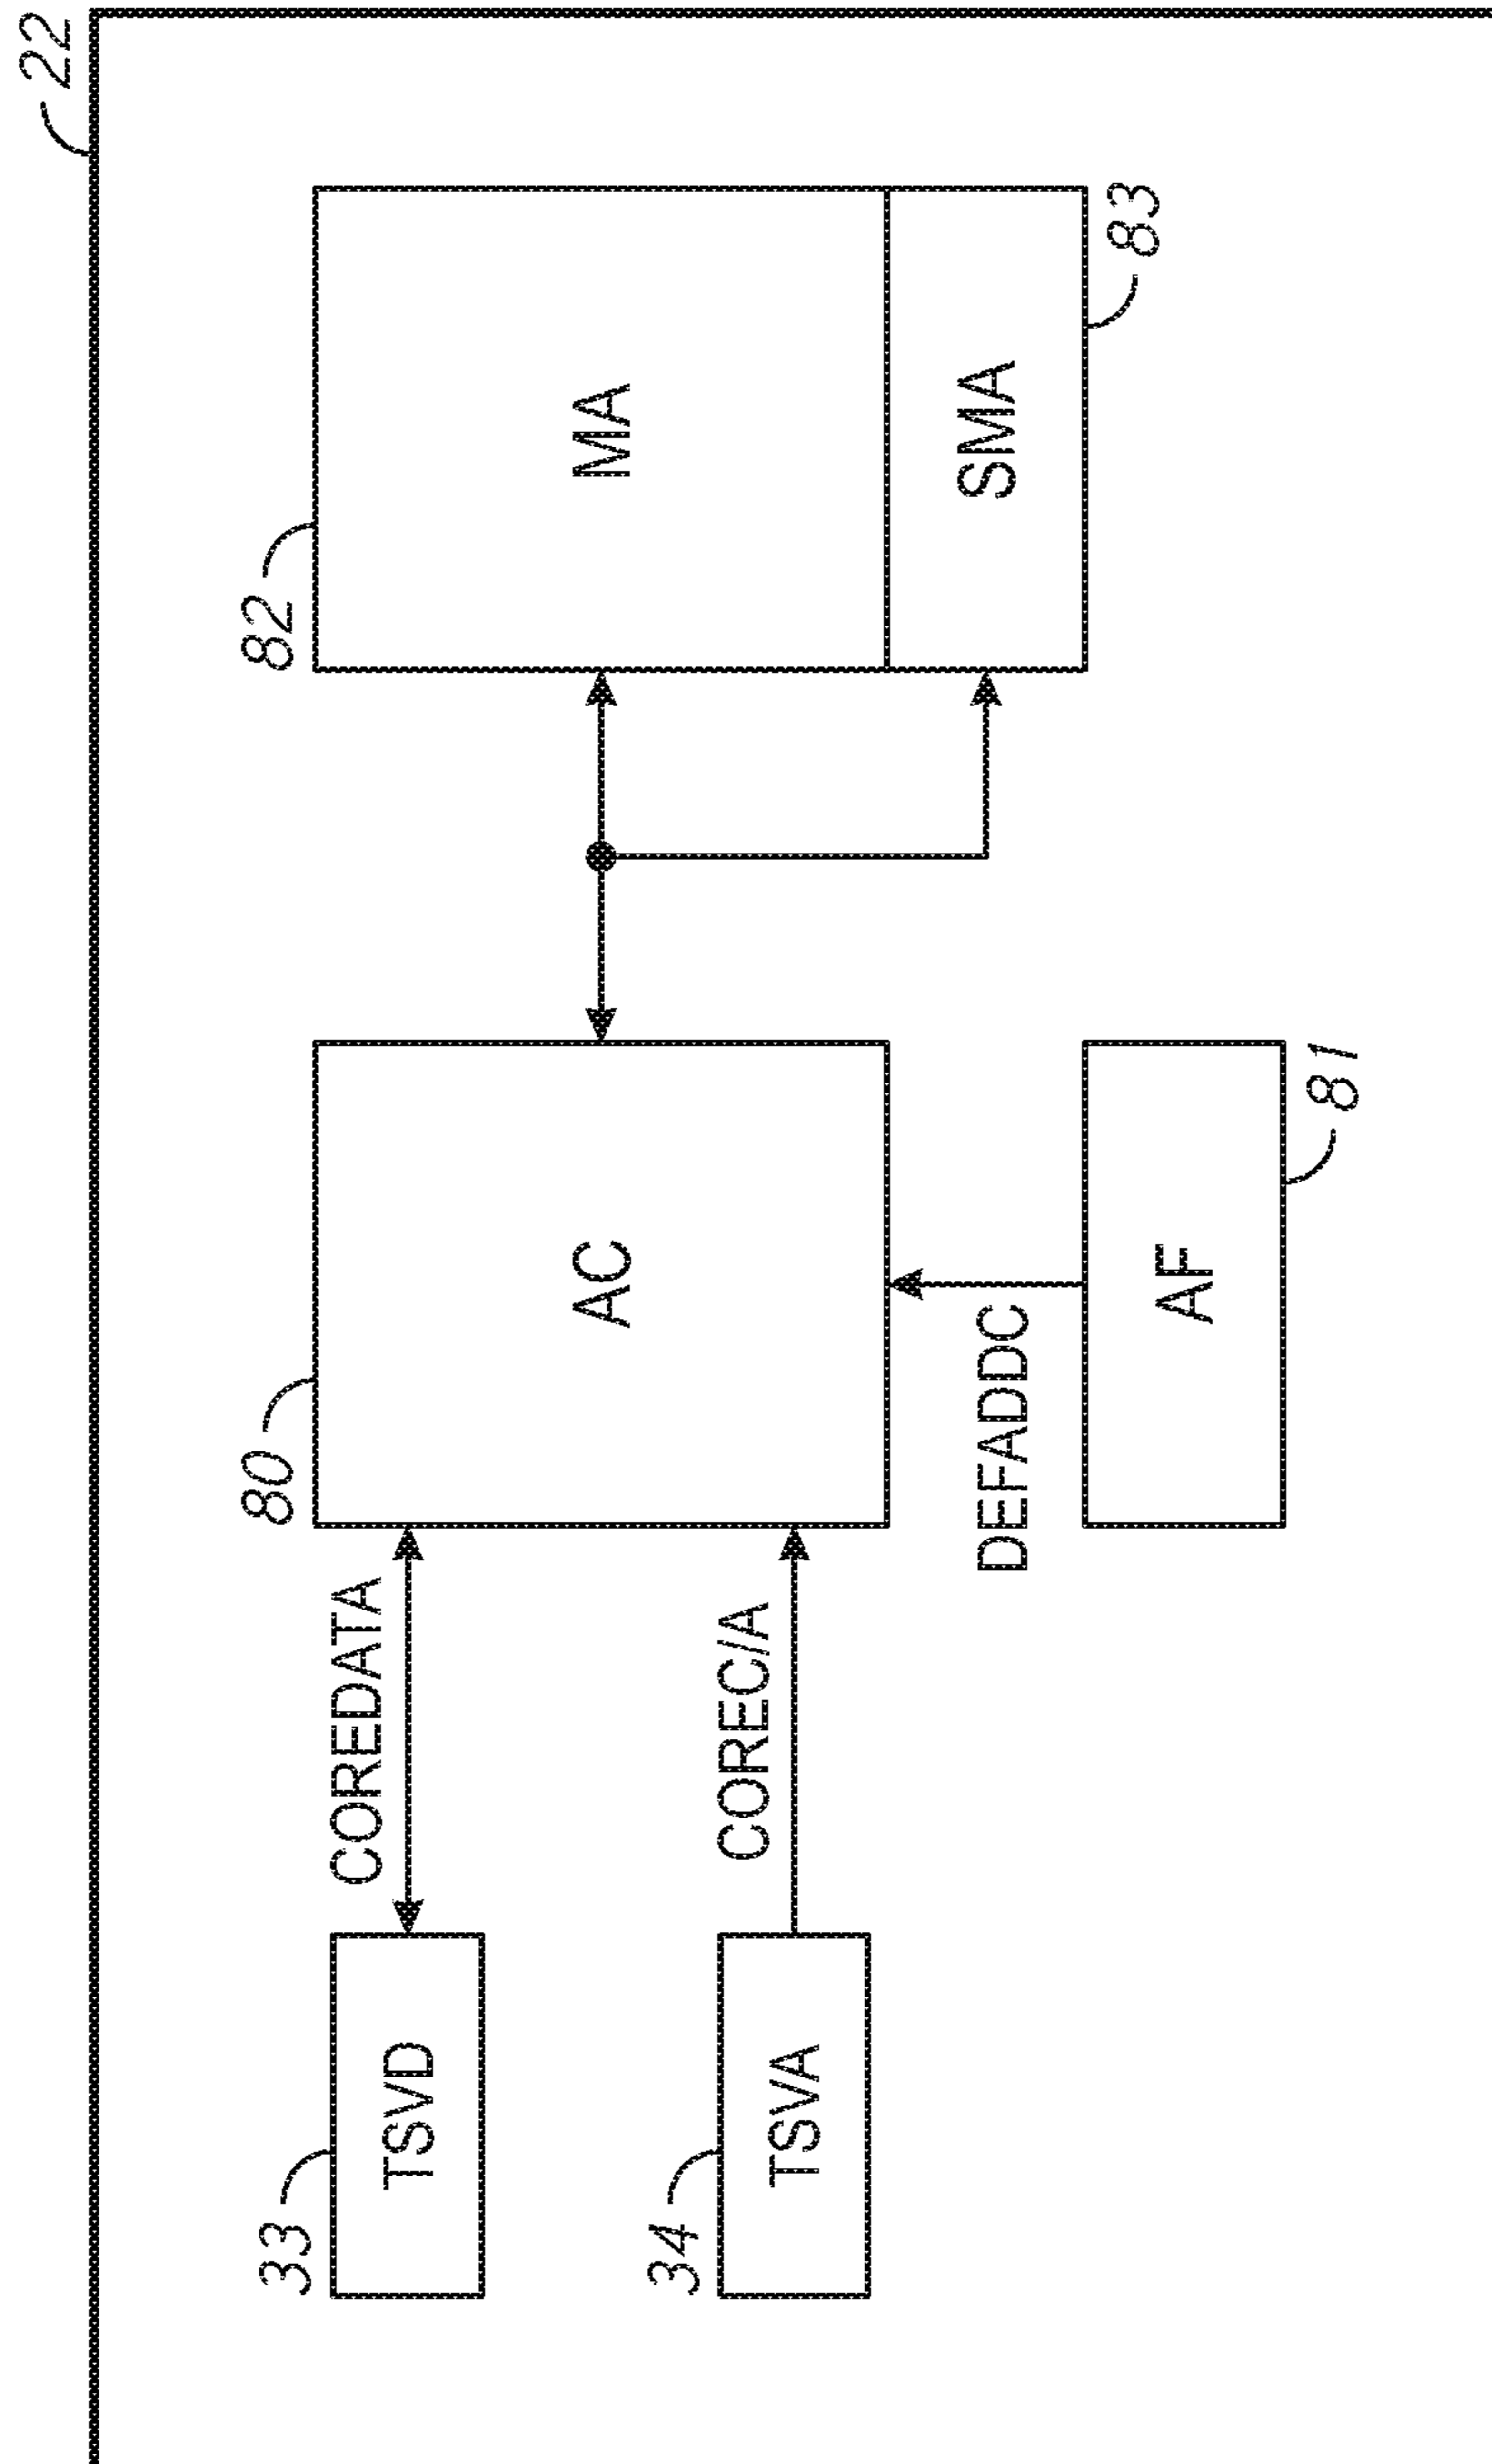 22
33
TSVD
COREDATA
80
AC
82
MA
34
TSVA
COREC/A
SMA
83
DEFADDC
AF
81